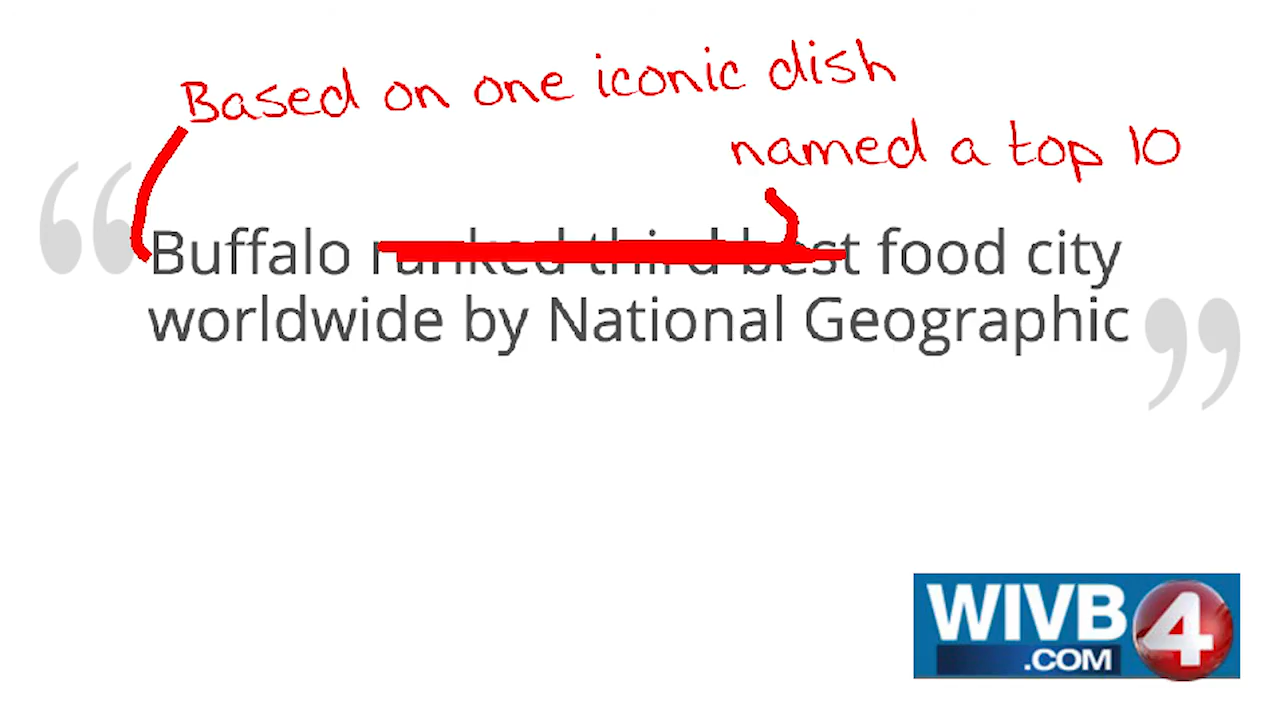 Based on one iconic dish
named a top 10
“Buffalo ranked third best food city
worldwide by National Geographic”
WIVB 4
.COM